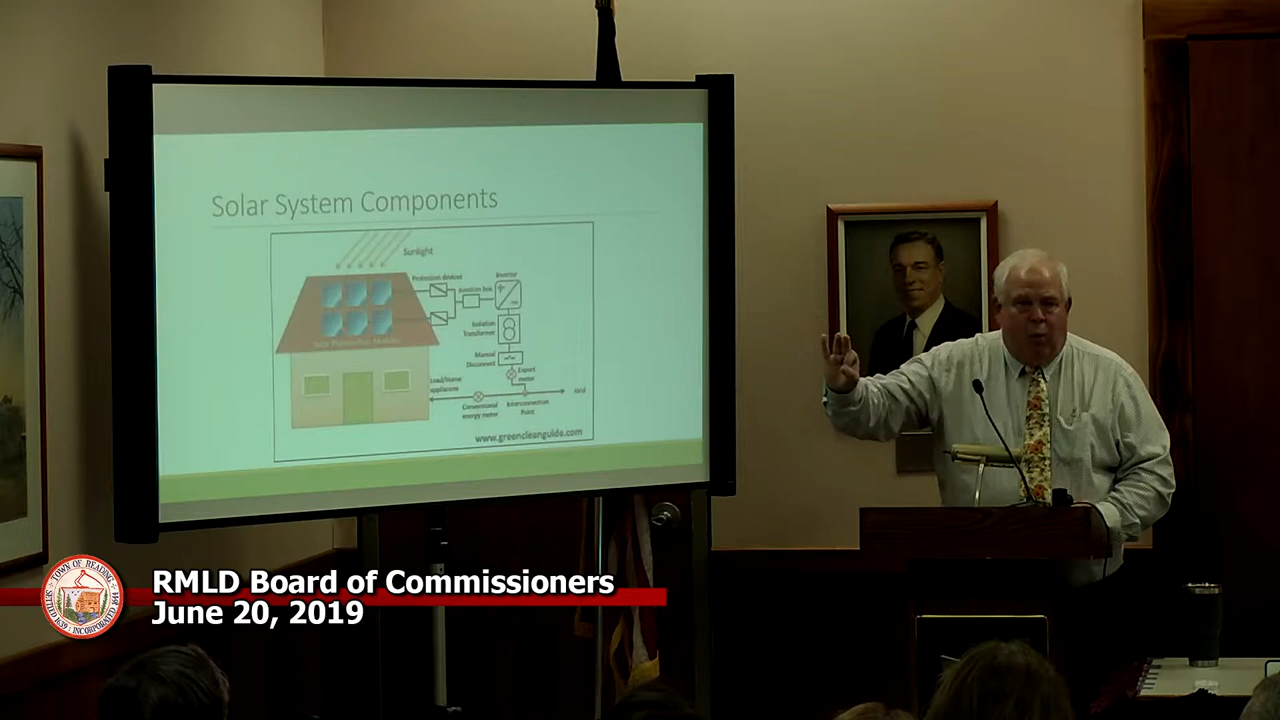 Solar System Components
Sunlight
Protection devices
Junction box
Inverter
Isolation
Transformer
Manual
Disconnect
Export
meter
Load/Home
appliances
Grid
Conventional
energy meter
Interconnection
Point
www.greencleanguide.com
TOWN OF READING
SETTLED 1639 INCORPORATED 1644
RMLD Board of Commissioners
June 20, 2019